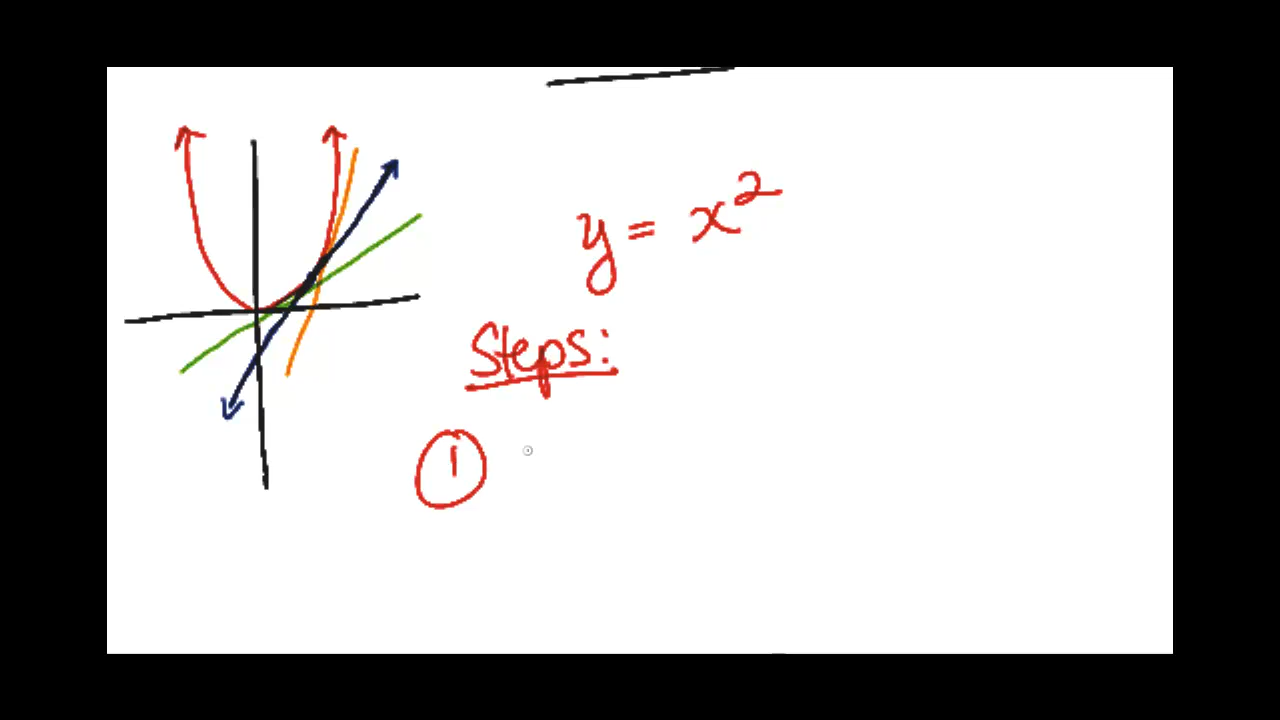 y = x²
Steps:
①